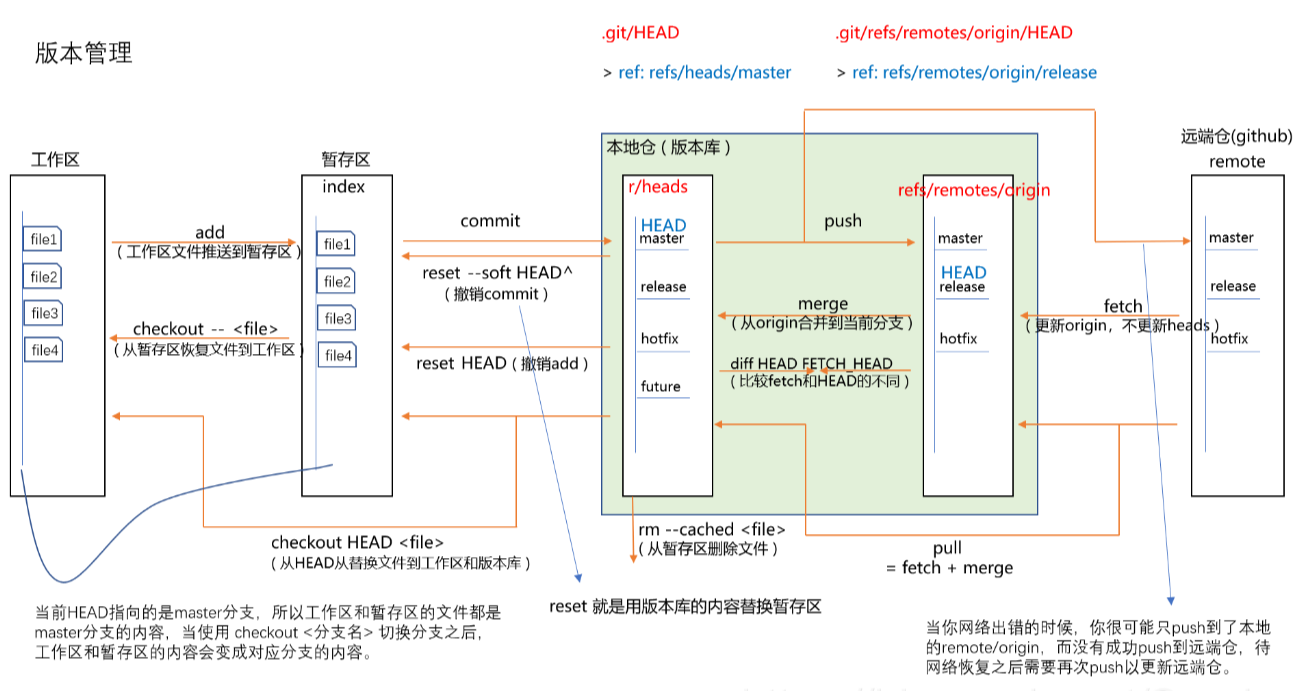 版本管理
.git/HEAD
> ref: refs/heads/master
.git/refs/remotes/origin/HEAD
> ref: refs/remotes/origin/release
工作区
file1
file2
file3
file4
add
（工作区文件推送到暂存区）
checkout -- <file>
（从暂存区恢复文件到工作区）
暂存区
index
file1
file2
file3
file4
commit
reset --soft HEAD^
（撤销commit）
reset HEAD（撤销add）
checkout HEAD <file>
（从HEAD从替换文件到工作区和版本库）
本地仓（版本库）
r/heads
HEAD
master
release
hotfix
future
push
merge
（从origin合并到当前分支）
diff HEAD FETCH_HEAD
（比较fetch和HEAD的不同）
refs/remotes/origin
master
HEAD
release
hotfix
fetch
（更新origin，不更新heads）
远端仓(github)
remote
master
release
hotfix
rm --cached <file>
（从暂存区删除文件）
pull
= fetch + merge
reset 就是用版本库的内容替换暂存区
当前HEAD指向的是master分支，所以工作区和暂存区的文件都是
master分支的内容，当使用 checkout <分支名> 切换分支之后，
工作区和暂存区的内容会变成对应分支的内容。
当你网络出错的时候，你很可能只push到了本地
的remote/origin，而没有成功push到远端仓，待
网络恢复之后需要再次push以更新远端仓。